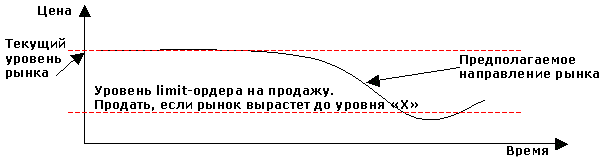 Цена
Текущий
уровень
рынка
Предполагаемое
направление рынка
Уровень limit-ордера на продажу.
Продать, если рынок вырастет до уровня «X»
Время